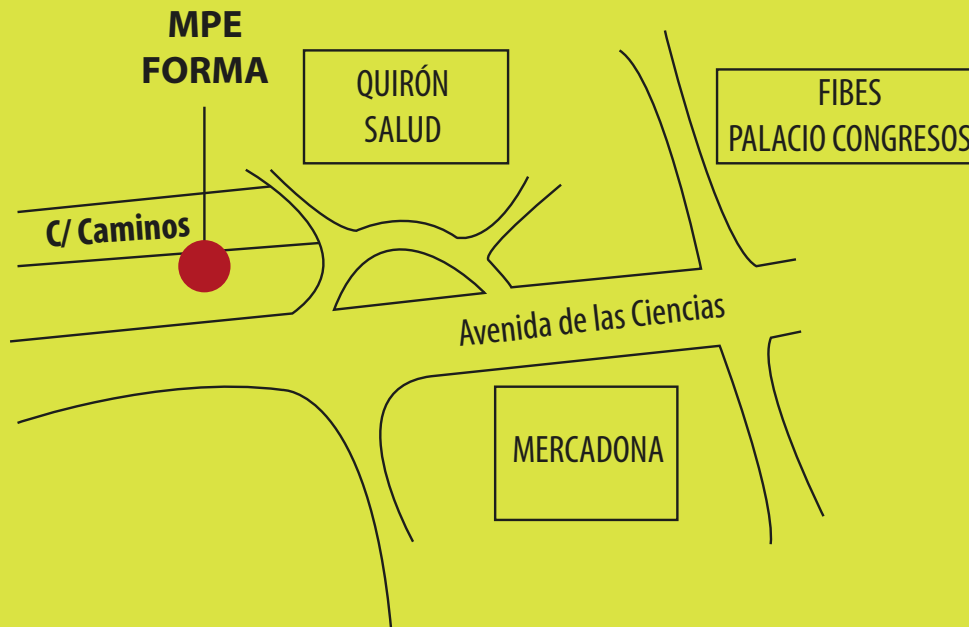 MPE
FORMA
QUIRÓN
SALUD
FIBES
PALACIO CONGRESOS
C/ Caminos
Avenida de las Ciencias
MERCADONA